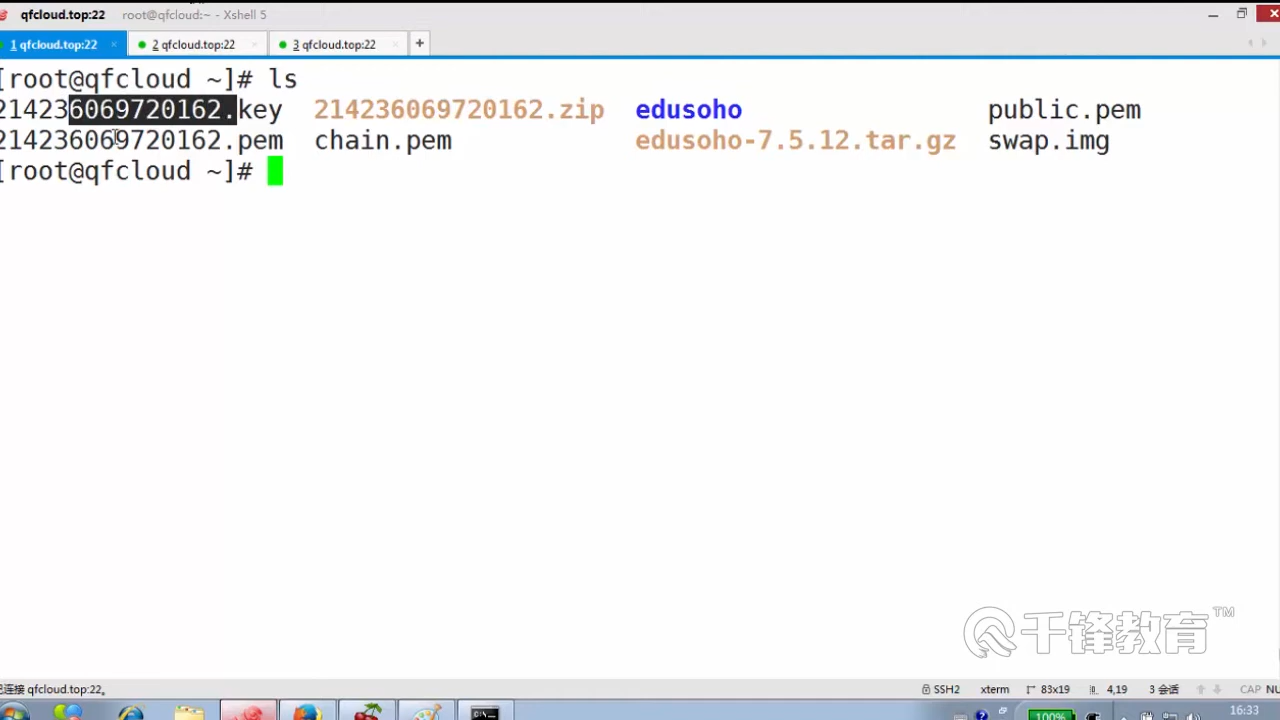 qfcloud.top:22 root@qfcloud:~ - Xshell 5
1 qfcloud.top:22 × 2 qfcloud.top:22 × 3 qfcloud.top:22 × +
[root@qfcloud ~]# ls
214236069720162.key 214236069720162.zip edusoho public.pem
214236069720162.pem chain.pem edusoho-7.5.12.tar.gz swap.img
[root@qfcloud ~]#
千锋教育™
已连接 qfcloud.top:22。 SSH2 xterm 83x19 4,19 3 会话 CAP NU
100% 16:33